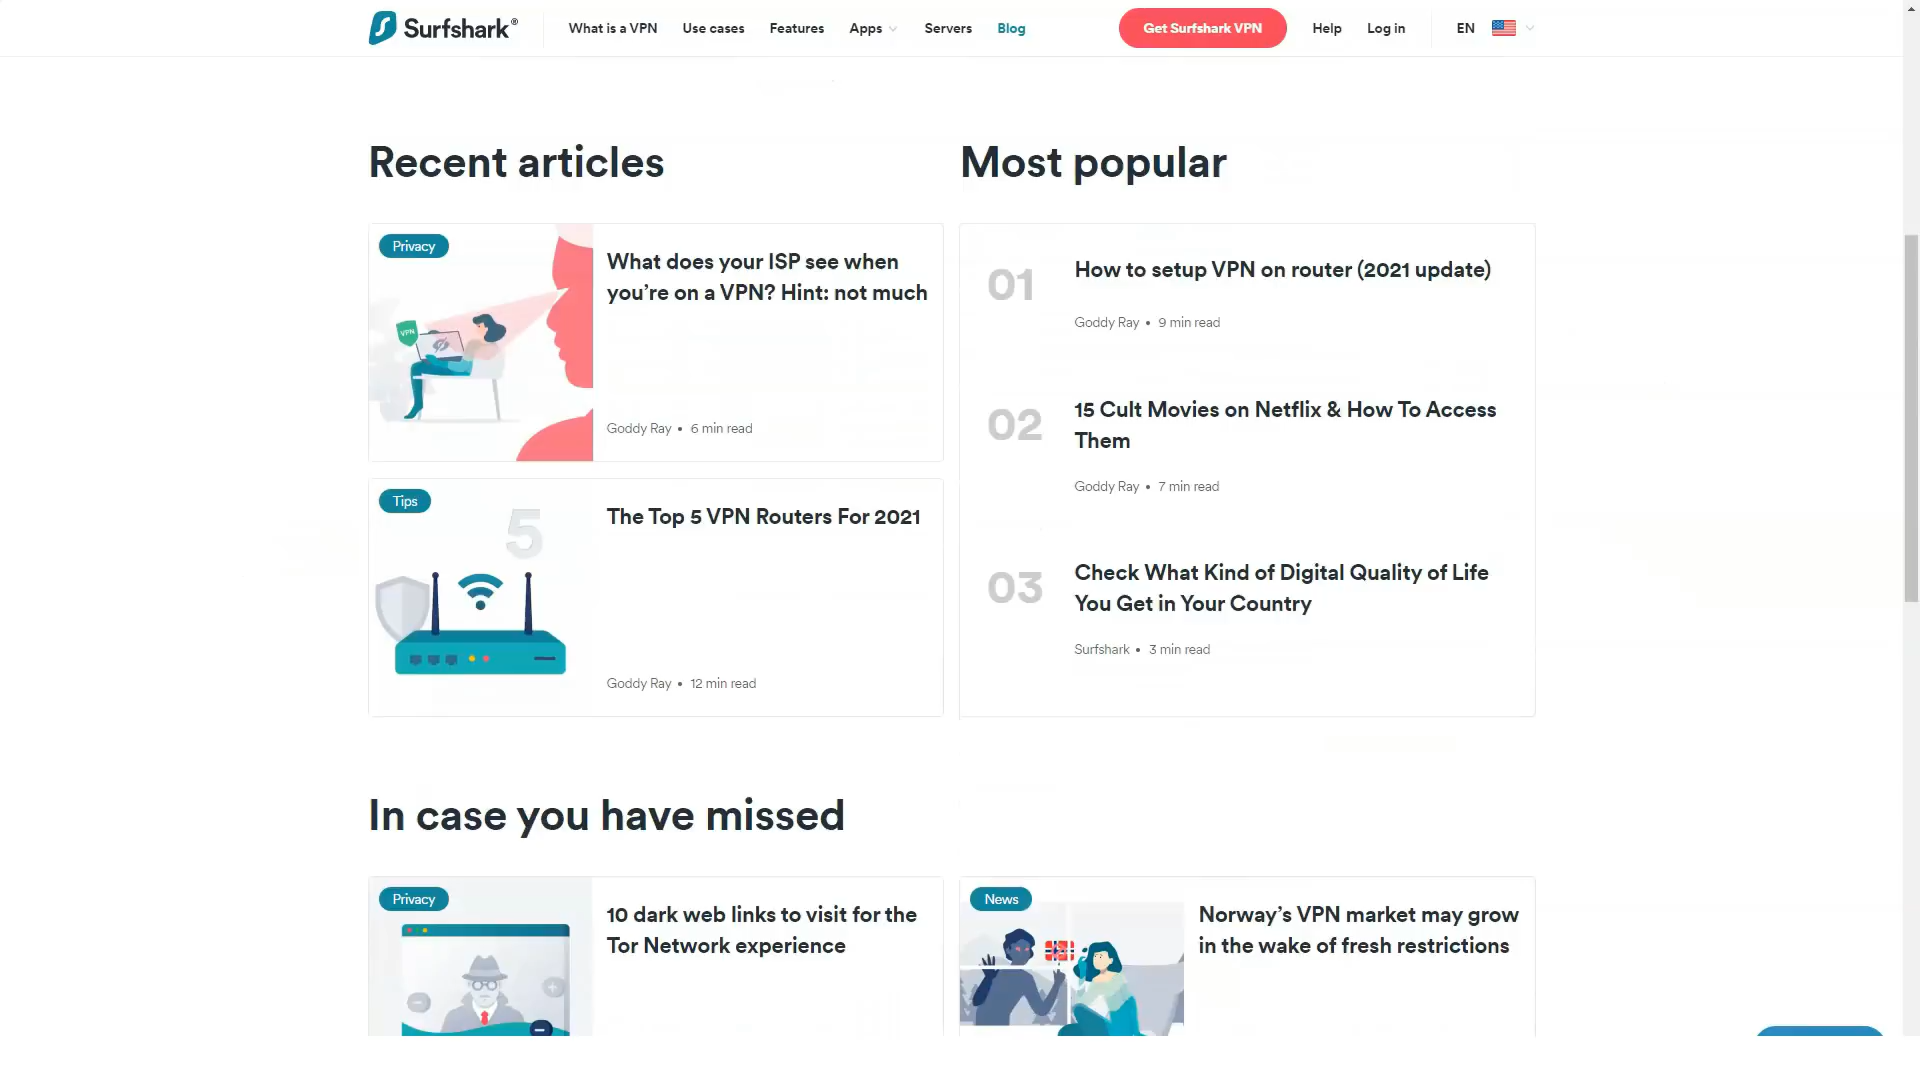 Surfshark®
What is a VPN
Use cases
Features
Apps
Servers
Blog
Get Surfshark VPN
Help
Log in
EN
Recent articles
Most popular
Privacy
VPN
What does your ISP see when
you’re on a VPN? Hint: not much
Goddy Ray • 6 min read
Tips
5
The Top 5 VPN Routers For 2021
Goddy Ray • 12 min read
01
How to setup VPN on router (2021 update)
Goddy Ray • 9 min read
02
15 Cult Movies on Netflix & How To Access
Them
Goddy Ray • 7 min read
03
Check What Kind of Digital Quality of Life
You Get in Your Country
Surfshark • 3 min read
In case you have missed
Privacy
10 dark web links to visit for the
Tor Network experience
News
Norway’s VPN market may grow
in the wake of fresh restrictions